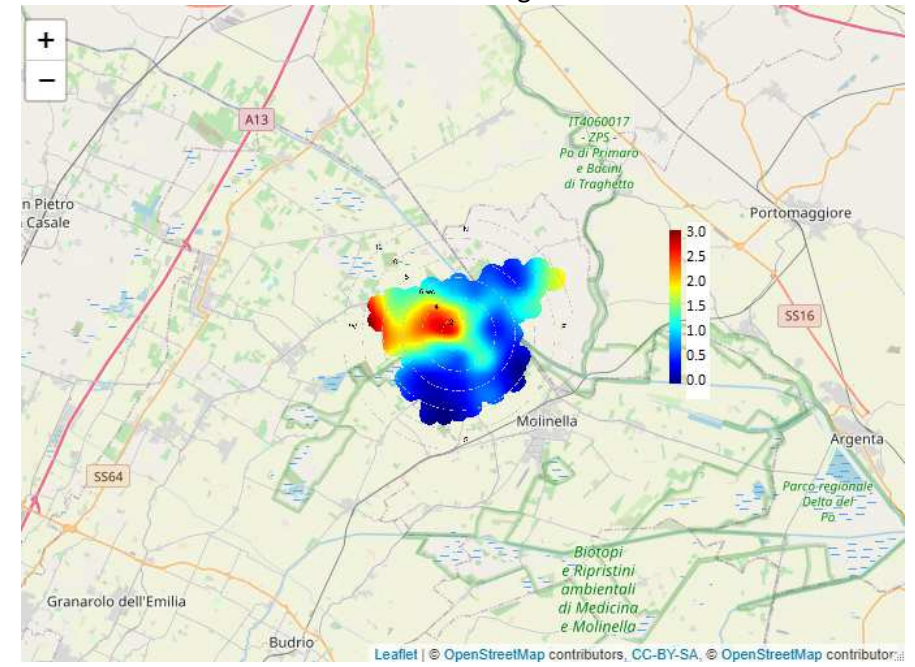 +
−
A13
IT4060017
- ZPS -
Po di Primaro
e Bacini
di Traghetto
n Pietro
Casale
Portomaggiore
3.0
2.5
2.0
1.5
1.0
0.5
0.0
SS16
Molinella
Argenta
SS64
Parco regionale
Delta del
Po
Biotopi
e Ripristini
ambientali
di Medicina
e Molinella
Granarolo dell'Emilia
Budrio
Leaflet | © OpenStreetMap contributors, CC-BY-SA, © OpenStreetMap contributor